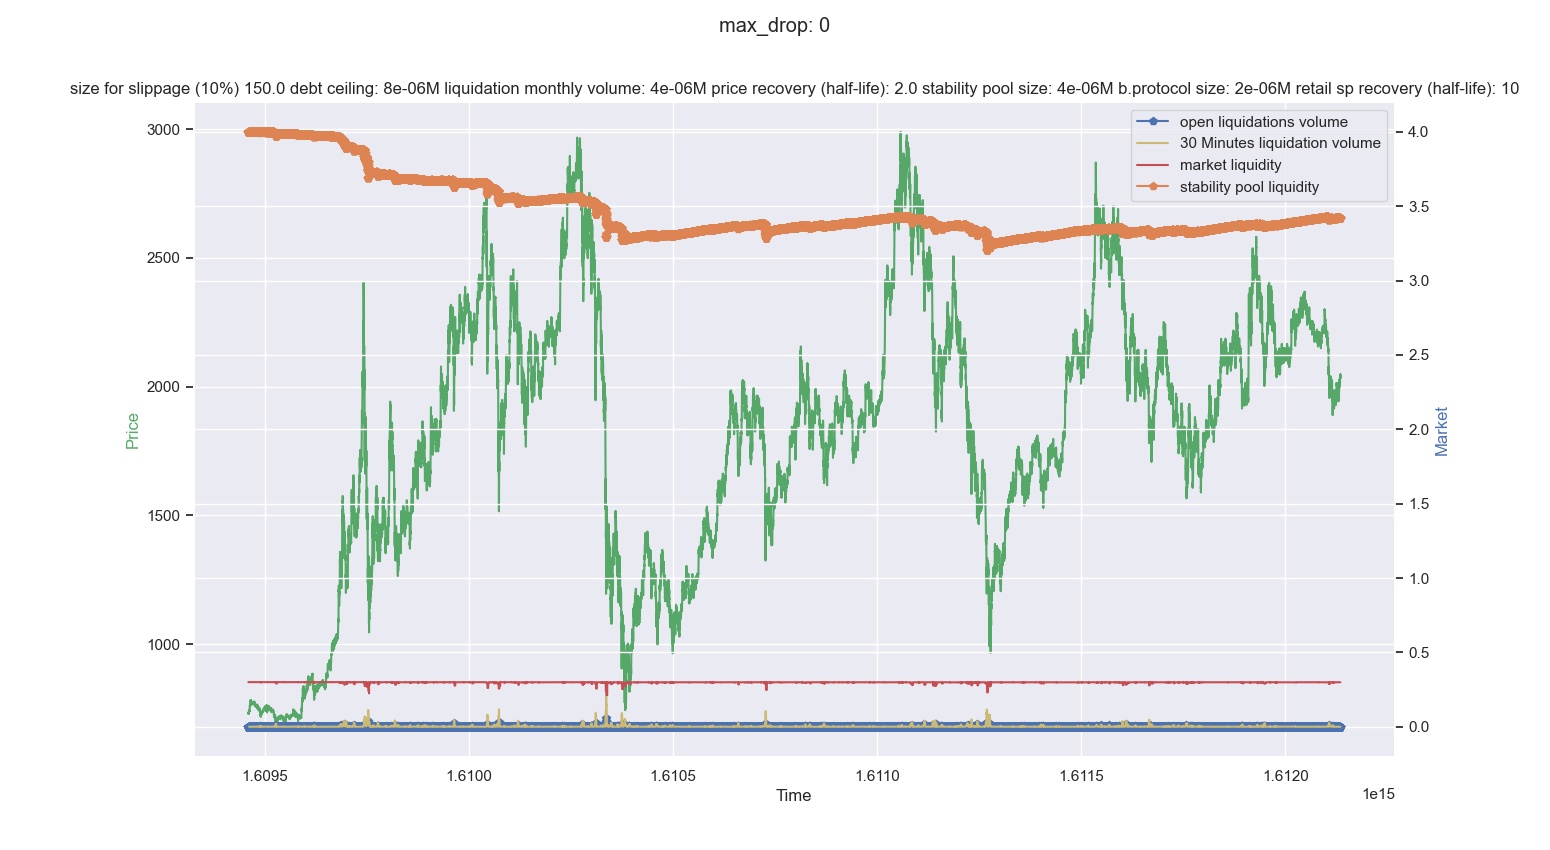 max_drop: 0
size for slippage (10%) 150.0 debt ceiling: 8e-06M liquidation monthly volume: 4e-06M price recovery (half-life): 2.0 stability pool size: 4e-06M b.protocol size: 2e-06M retail sp recovery (half-life): 10
open liquidations volume
30 Minutes liquidation volume
market liquidity
stability pool liquidity
3000
2500
2000
1500
1000
Price
4.0
3.5
3.0
2.5
2.0
1.5
1.0
0.5
0.0
Market
1.6095 1.6100 1.6105 1.6110 1.6115 1.6120
1e15
Time